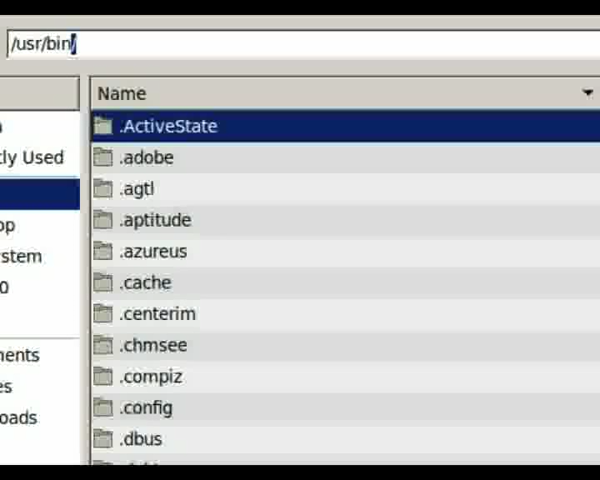 /usr/bin/
Name
.ActiveState
tly Used
.adobe
.agtl
op
.aptitude
stem
.azureus
0
.cache
.centerim
ments
.chmsee
es
.compiz
oads
.config
.dbus